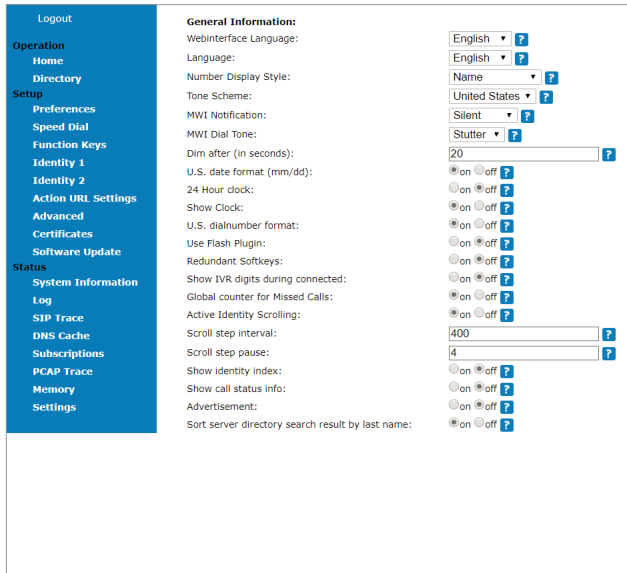 Logout
Operation
Home
Directory
Setup
Preferences
Speed Dial
Function Keys
Identity 1
Identity 2
Action URL Settings
Advanced
Certificates
Software Update
Status
System Information
Log
SIP Trace
DNS Cache
Subscriptions
PCAP Trace
Memory
Settings
General Information:
Webinterface Language: English ?
Language: English ?
Number Display Style: Name ?
Tone Scheme: United States ?
MWI Notification: Silent ?
MWI Dial Tone: Stutter ?
Dim after (in seconds): 20 ?
U.S. date format (mm/dd): on off ?
24 Hour clock: on off ?
Show Clock: on off ?
U.S. dialnumber format: on off ?
Use Flash Plugin: on off ?
Redundant Softkeys: on off ?
Show IVR digits during connected: on off ?
Global counter for Missed Calls: on off ?
Active Identity Scrolling: on off ?
Scroll step interval: 400 ?
Scroll step pause: 4 ?
Show identity index: on off ?
Show call status info: on off ?
Advertisement: on off ?
Sort server directory search result by last name: on off ?